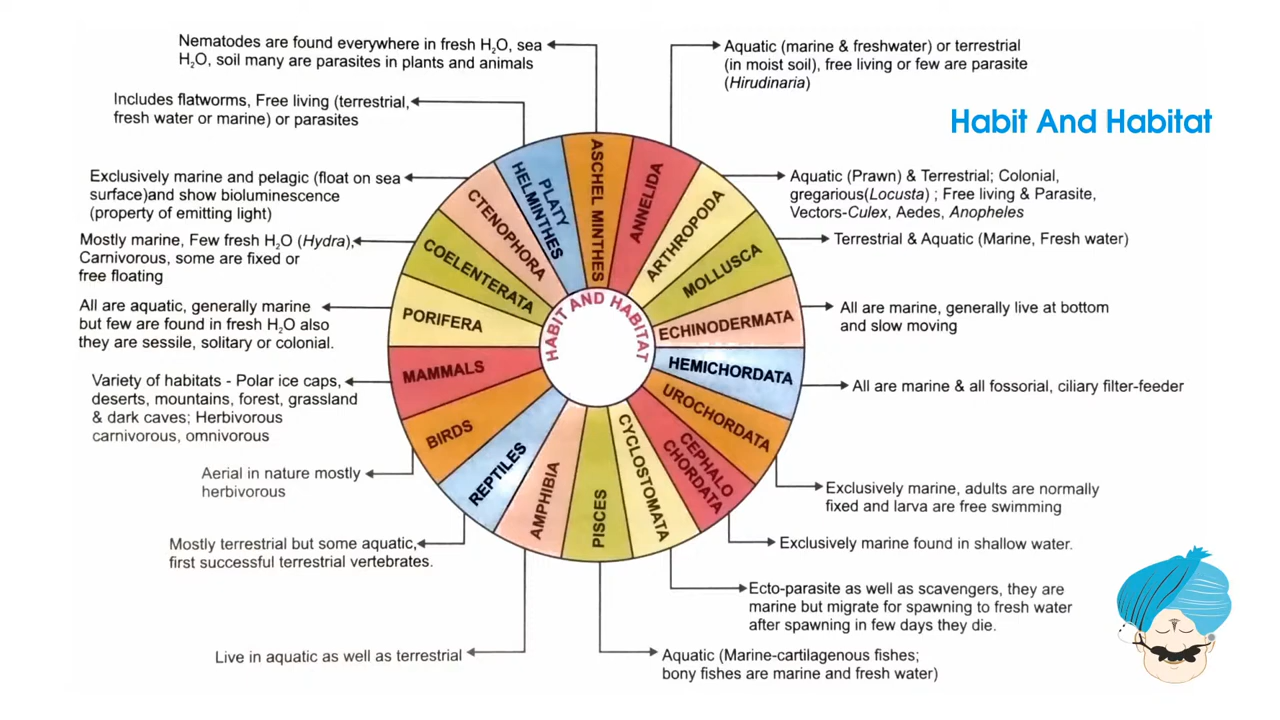 Habit And Habitat
Nematodes are found everywhere in fresh H₂O, sea
H₂O, soil many are parasites in plants and animals
Includes flatworms, Free living (terrestrial,
fresh water or marine) or parasites
Exclusively marine and pelagic (float on sea
surface)and show bioluminescence
(property of emitting light)
Mostly marine, Few fresh H₂O (Hydra),
Carnivorous, some are fixed or
free floating
All are aquatic, generally marine
but few are found in fresh H₂O also
they are sessile, solitary or colonial.
Variety of habitats - Polar ice caps,
deserts, mountains, forest, grassland
& dark caves; Herbivorous
carnivorous, omnivorous
Aerial in nature mostly
herbivorous
Mostly terrestrial but some aquatic,
first successful terrestrial vertebrates.
Live in aquatic as well as terrestrial
Aquatic (marine & freshwater) or terrestrial
(in moist soil), free living or few are parasite
(Hirudinaria)
Aquatic (Prawn) & Terrestrial; Colonial,
gregarious(Locusta) ; Free living & Parasite,
Vectors-Culex, Aedes, Anopheles
Terrestrial & Aquatic (Marine, Fresh water)
All are marine, generally live at bottom
and slow moving
All are marine & all fossorial, ciliary filter-feeder
Exclusively marine, adults are normally
fixed and larva are free swimming
Exclusively marine found in shallow water.
Ecto-parasite as well as scavengers, they are
marine but migrate for spawning to fresh water
after spawning in few days they die.
Aquatic (Marine-cartilagenous fishes;
bony fishes are marine and fresh water)
HABIT AND HABITAT
PORIFERA
COELENTERATA
CTENOPHORA
PLATY
HELMINTHES
ASCHEL MINTHES
ANNELIDA
ARTHROPODA
MOLLUSCA
ECHINODERMATA
HEMICHORDATA
UROCHORDATA
CEPHALO
CHORDATA
CYCLOSTOMATA
PISCES
AMPHIBIA
REPTILES
BIRDS
MAMMALS